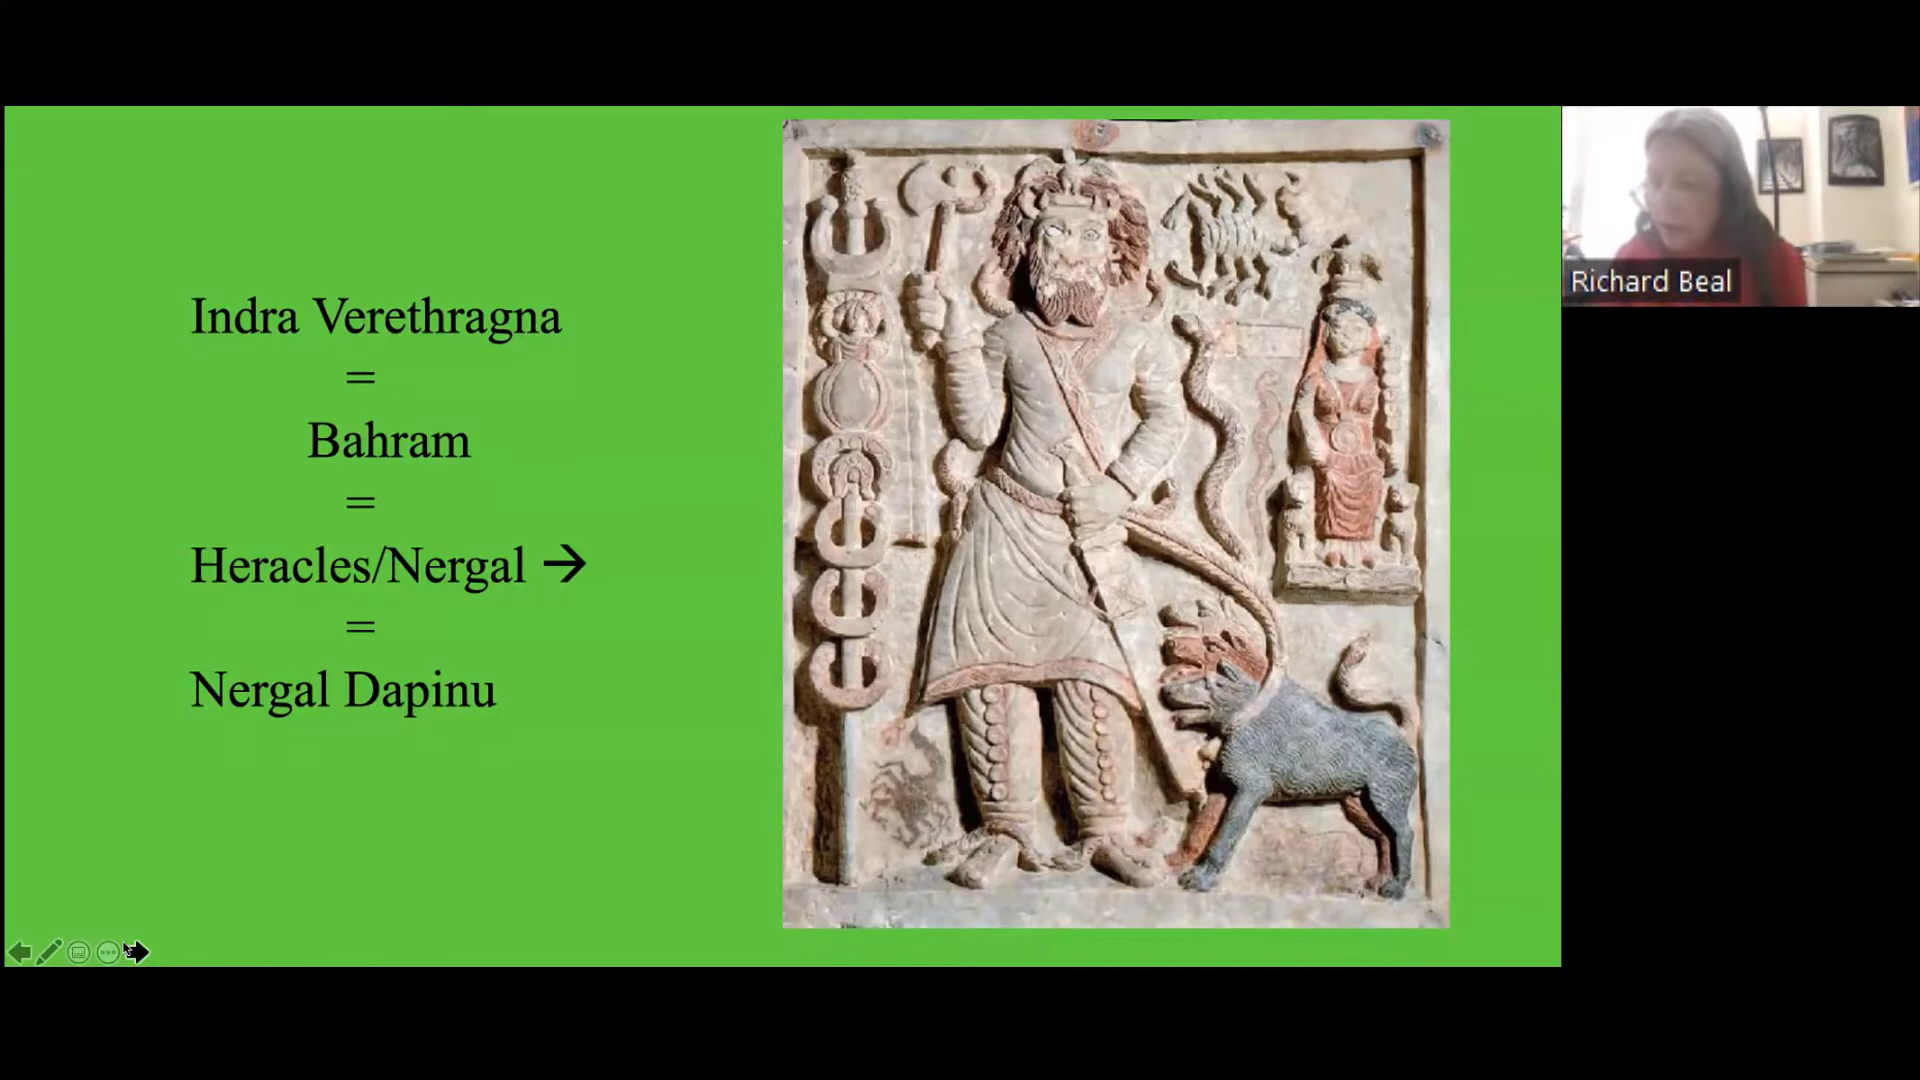 Indra Verethragna
=
Bahram
=
Heracles/Nergal →
=
Nergal Dapinu
Richard Beal